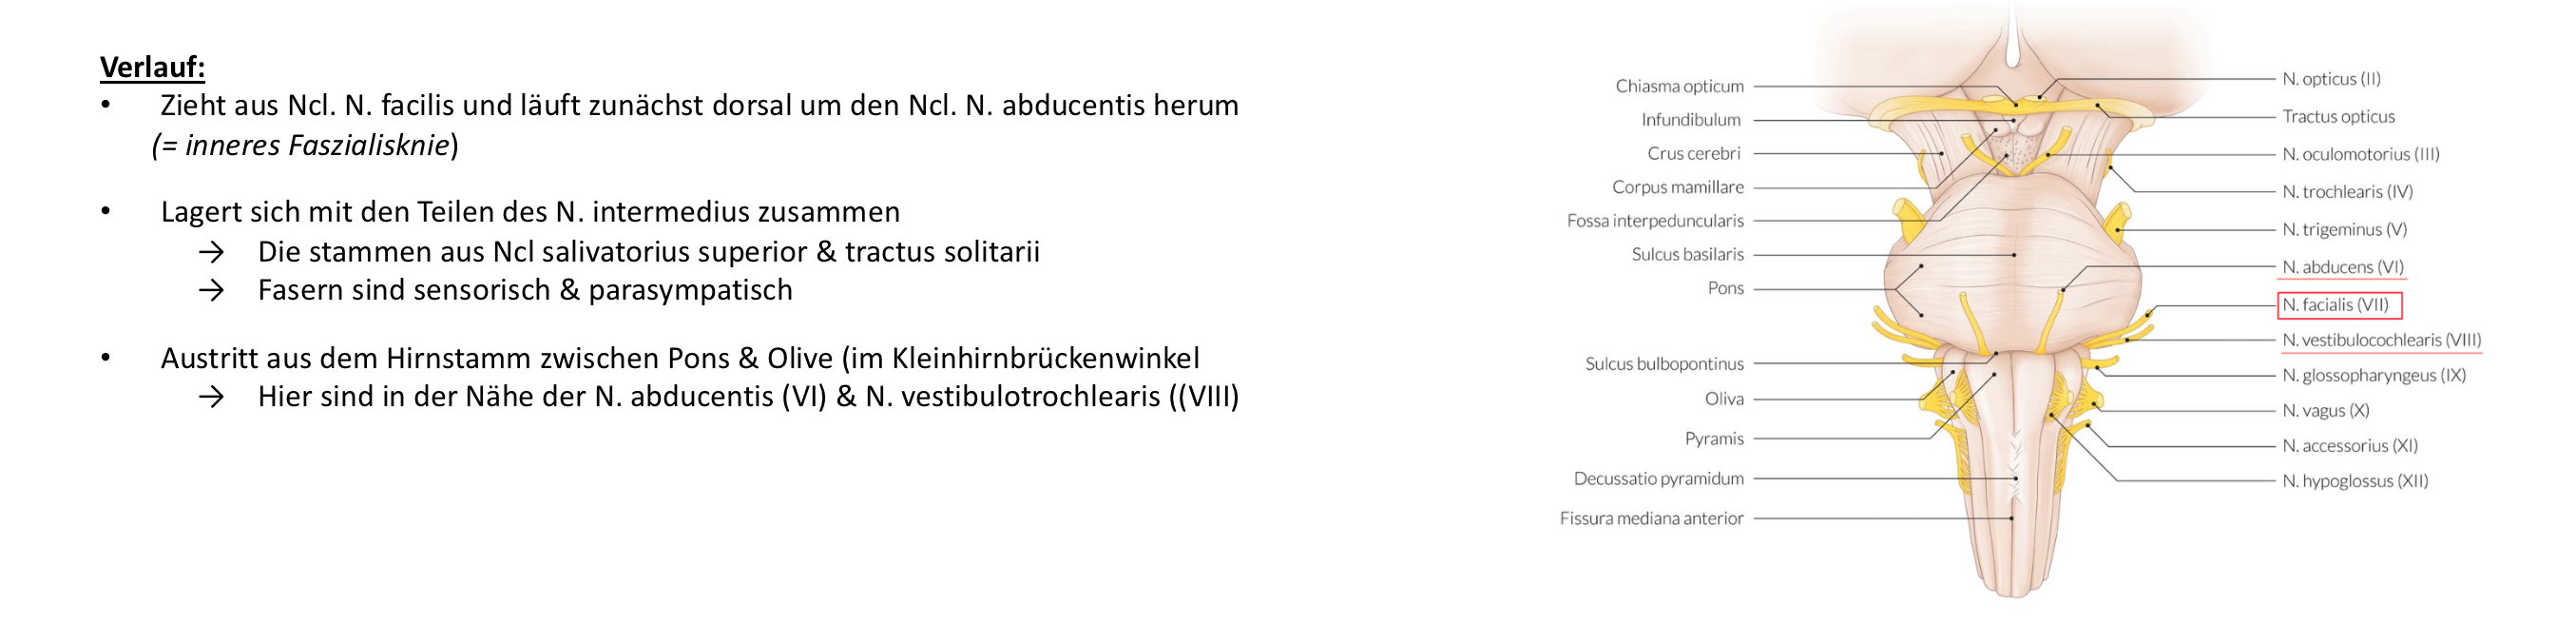 Verlauf:
• Zieht aus Ncl. N. facilis und läuft zunächst dorsal um den Ncl. N. abducentis herum
(= inneres Faszialisknie)
• Lagert sich mit den Teilen des N. intermedius zusammen
→ Die stammen aus Ncl salivatorius superior & tractus solitarii
→ Fasern sind sensorisch & parasympatisch
• Austritt aus dem Hirnstamm zwischen Pons & Olive (im Kleinhirnbrückenwinkel
→ Hier sind in der Nähe der N. abducentis (VI) & N. vestibulotrochlearis ((VIII)
Chiasma opticum
Infundibulum
Crus cerebri
Corpus mamillare
Fossa interpeduncularis
Sulcus basilaris
Pons
Sulcus bulbopontinus
Oliva
Pyramis
Decussatio pyramidum
Fissura mediana anterior
N. opticus (II)
Tractus opticus
N. oculomotorius (III)
N. trochlearis (IV)
N. trigeminus (V)
N. abducens (VI)
N. facialis (VII)
N. vestibulocochlearis (VIII)
N. glossopharyngeus (IX)
N. vagus (X)
N. accessorius (XI)
N. hypoglossus (XII)